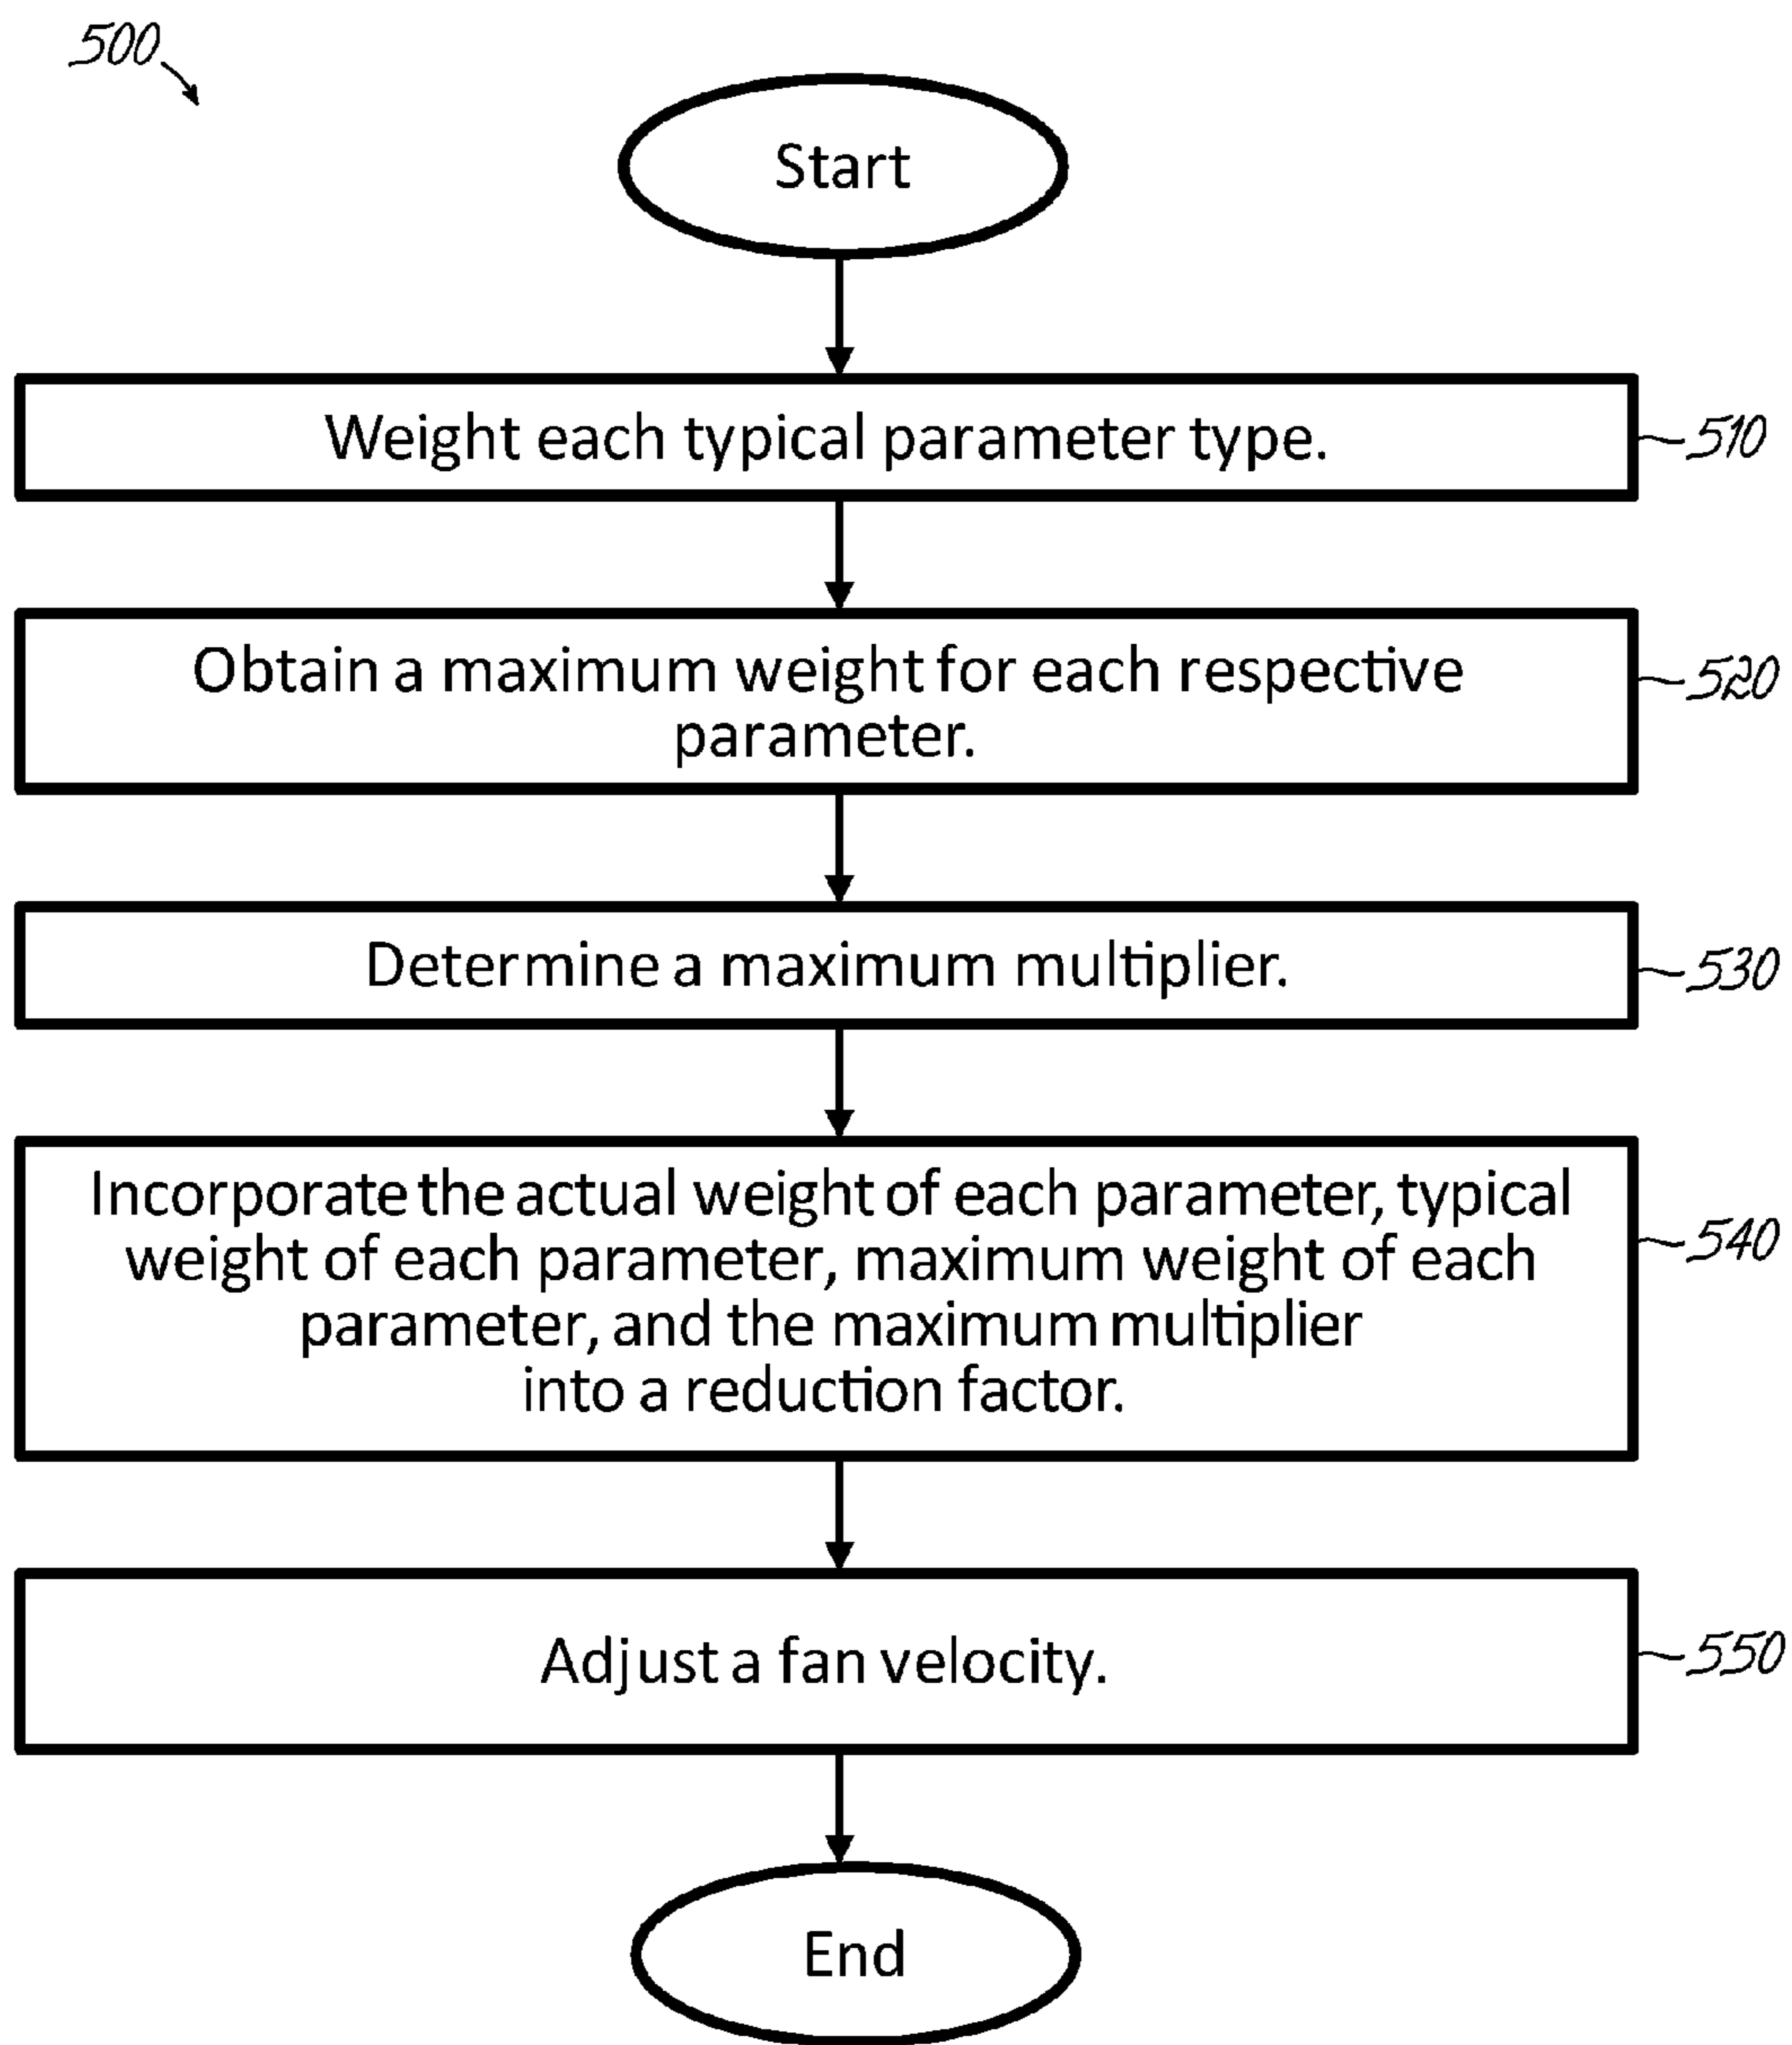 500
Start
Weight each typical parameter type.
510
Obtain a maximum weight for each respective
parameter.
520
Determine a maximum multiplier.
530
Incorporate the actual weight of each parameter, typical
weight of each parameter, maximum weight of each
parameter, and the maximum multiplier
into a reduction factor.
540
Adjust a fan velocity.
550
End